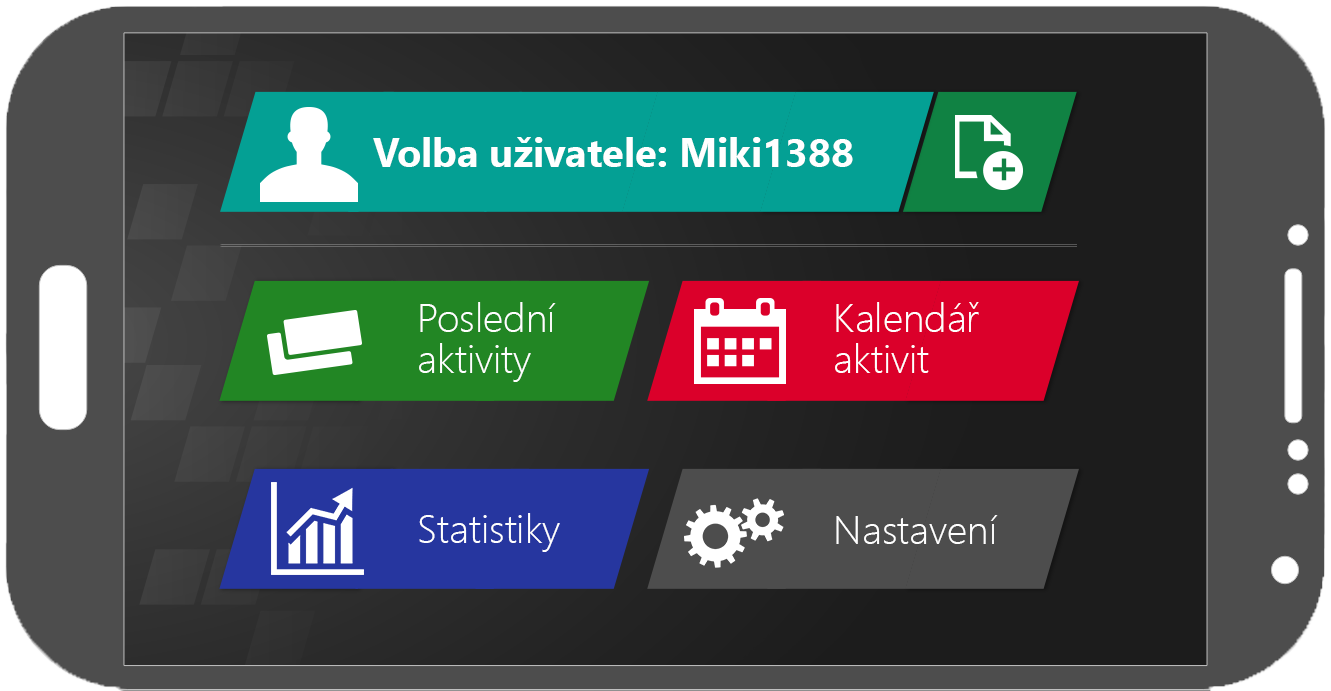 Volba uživatele: Miki1388
Poslední
aktivity
Kalendář
aktivit
Statistiky
Nastavení